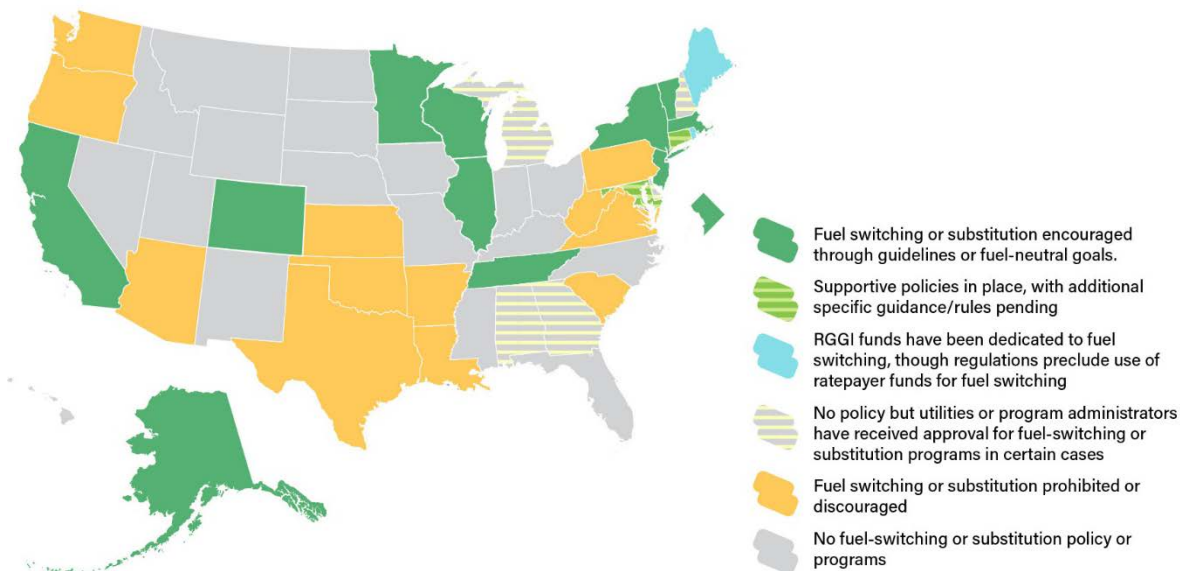 Fuel switching or substitution encouraged
through guidelines or fuel-neutral goals.
Supportive policies in place, with additional
specific guidance/rules pending
RGGI funds have been dedicated to fuel
switching, though regulations preclude use of
ratepayer funds for fuel switching
No policy but utilities or program administrators
have received approval for fuel-switching or
substitution programs in certain cases
Fuel switching or substitution prohibited or
discouraged
No fuel-switching or substitution policy or
programs